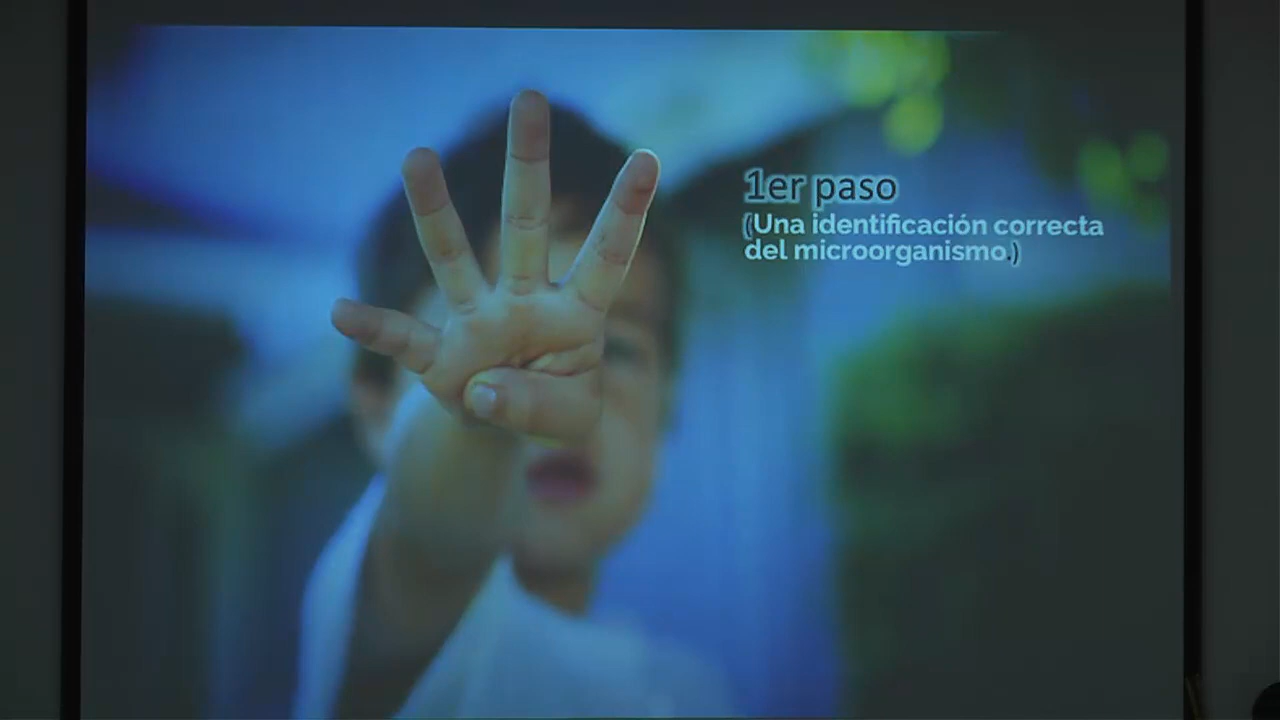 1er paso
(Una identificación correcta
del microorganismo.)